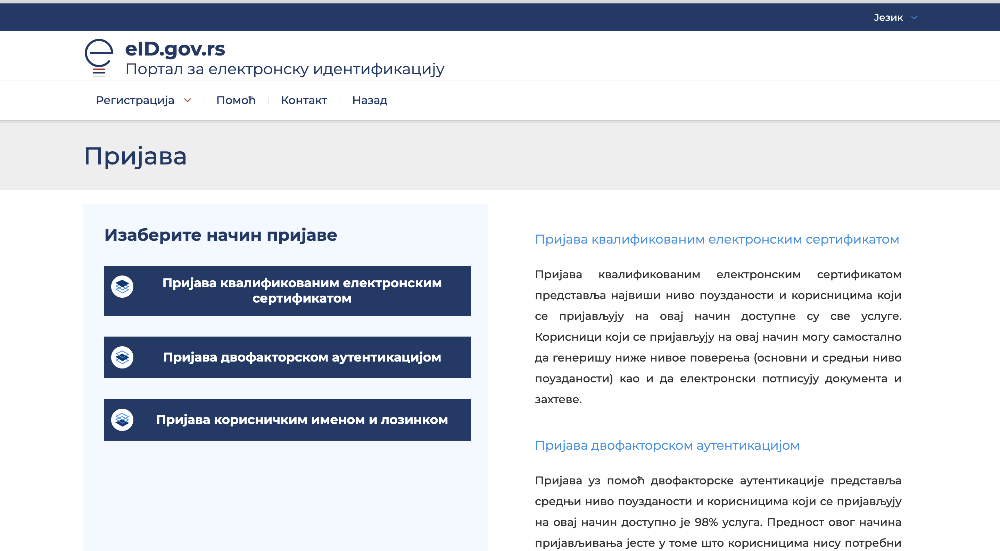 Језик
eID.gov.rs
Портал за електронску идентификацију
Регистрација
Помоћ
Контакт
Назад
Пријава
Изаберите начин пријаве
Пријава квалификованим електронским
сертификатом
Пријава двофакторском аутентикацијом
Пријава корисничким именом и лозинком
Пријава квалификованим електронским сертификатом
Пријава квалификованим електронским сертификатом
представља највиши ниво поузданости и корисницима који
се пријављују на овај начин доступне су све услуге.
Корисници који се пријављују на овај начин могу самостално
да генеришу ниже нивое поверења (основни и средњи ниво
поузданости) као и да електронски потписују документа и
захтеве.
Пријава двофакторском аутентикацијом
Пријава уз помоћ двофакторске аутентикације представља
средњи ниво поузданости и корисницима који се пријављују
на овај начин доступно је 98% услуга. Предност овог начина
пријављивања јесте у томе што корисницима нису потребни